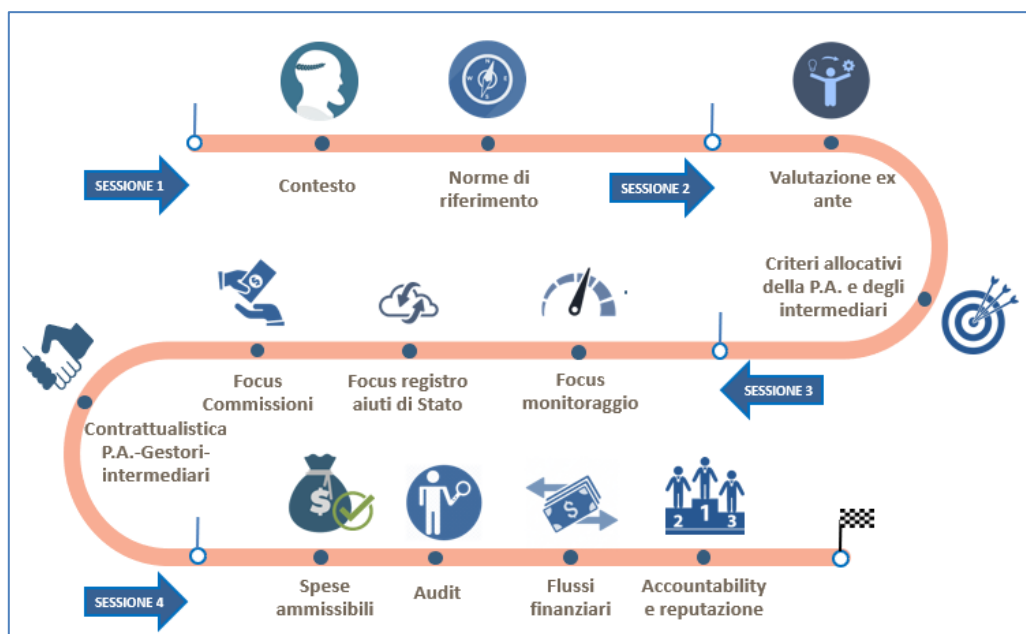 SESSIONE 1
Contesto
Norme di
riferimento
SESSIONE 2
Valutazione ex
ante
Criteri allocativi
della P.A. e degli
intermediari
SESSIONE 3
Focus
monitoraggio
Focus registro
aiuti di Stato
Focus
Commissioni
Contrattualistica
P.A.-Gestori-
intermediari
SESSIONE 4
Spese
ammissibili
Audit
Flussi
finanziari
2 1 3
Accountability
e reputazione